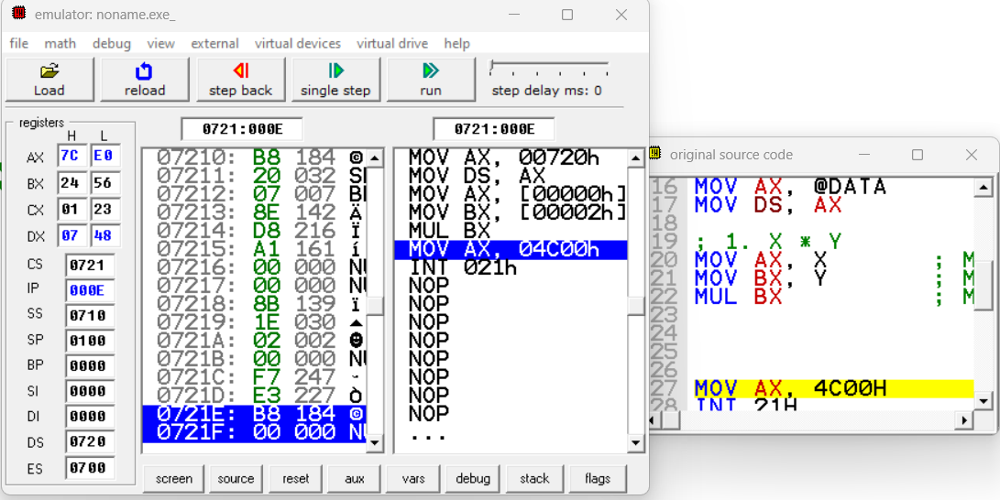 emulator: noname.exe_
file math debug view external virtual devices virtual drive help
Load reload step back single step run step delay ms: 0
registers
H L
AX 7C E0
BX 24 56
CX 01 23
DX 07 48
CS 0721
IP 000E
SS 0710
SP 0100
BP 0000
SI 0000
DI 0000
DS 0720
ES 0700
0721:000E
07210: B8 184 ©
07211: 20 032
07212: 07 007
07213: 8E 142 Ä
07214: D8 216 Ï
07215: A1 161 í
07216: 00 000
07217: 00 000
07218: 8B 139 ï
07219: 1E 030 ▲
0721A: 02 002 ☻
0721B: 00 000
0721C: F7 247
0721D: E3 227 Ò
0721E: B8 184 ©
0721F: 00 000
0721:000E
MOV AX, 00720h
MOV DS, AX
MOV AX, [00000h]
MOV BX, [00002h]
MUL BX
MOV AX, 04C00h
INT 021h
NOP
NOP
NOP
NOP
NOP
NOP
NOP
NOP
...
screen source reset aux vars debug stack flags
original source code
16 MOV AX, @DATA
17 MOV DS, AX
18
19 ; 1. X * Y
20 MOV AX, X ; M
21 MOV BX, Y ; M
22 MUL BX ; M
23
24
25
26
27 MOV AX, 4C00H
28 INT 21H